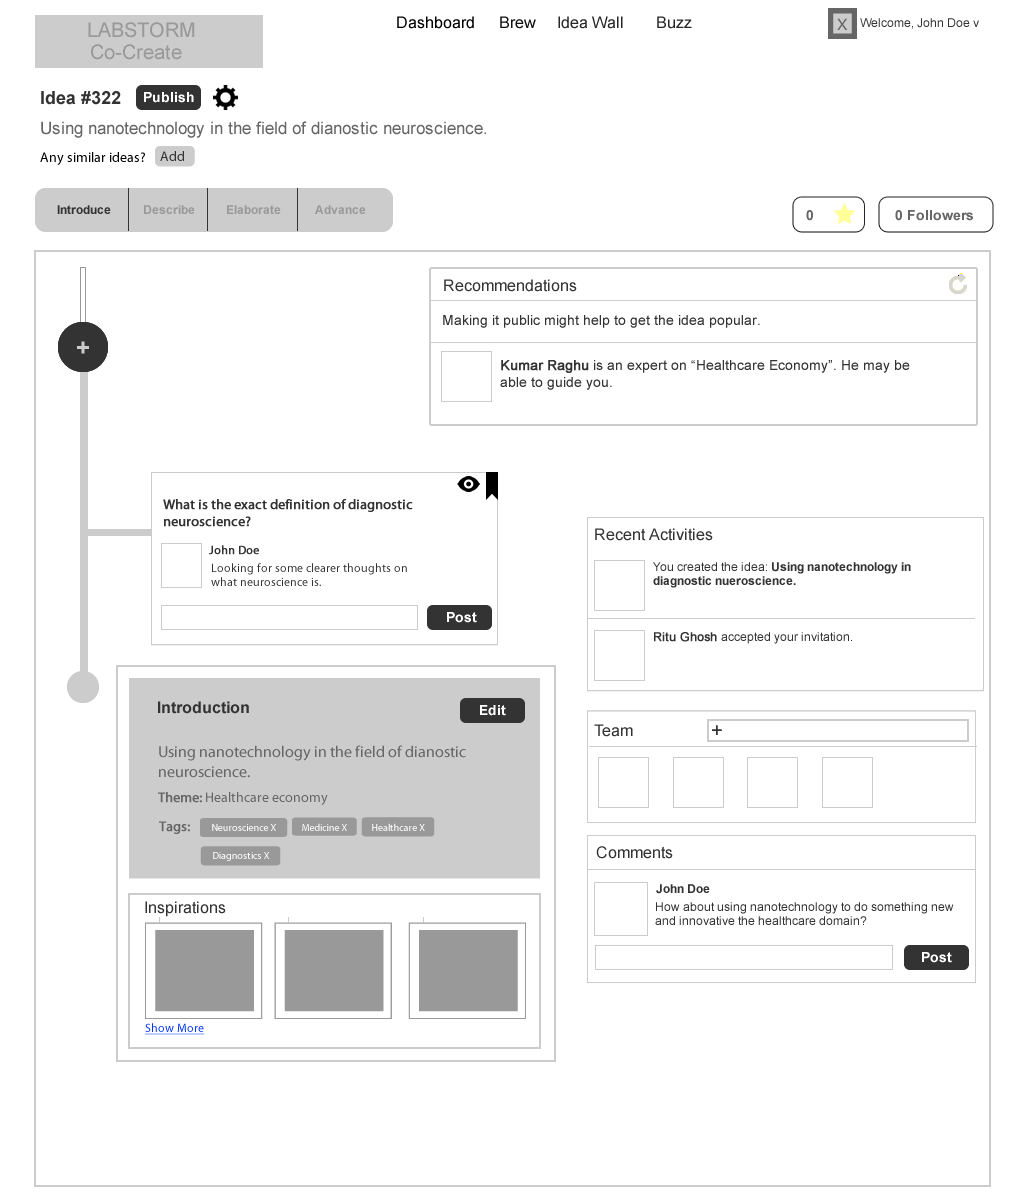 LABSTORM
Co-Create
Dashboard Brew Idea Wall Buzz
X Welcome, John Doe v
Idea #322 Publish
Using nanotechnology in the field of dianostic neuroscience.
Any similar ideas? Add
Introduce Describe Elaborate Advance
0 0 Followers
+
Recommendations
Making it public might help to get the idea popular.
Kumar Raghu is an expert on “Healthcare Economy”. He may be
able to guide you.
What is the exact definition of diagnostic
neuroscience?
John Doe
Looking for some clearer thoughts on
what neuroscience is.
Post
Introduction Edit
Using nanotechnology in the field of dianostic
neuroscience.
Theme: Healthcare economy
Tags: Neuroscience X Medicine X Healthcare X
Diagnostics X
Inspirations
Show More
Recent Activities
You created the idea: Using nanotechnology in
diagnostic nueroscience.
Ritu Ghosh accepted your invitation.
Team +
Comments
John Doe
How about using nanotechnology to do something new
and innovative the healthcare domain?
Post